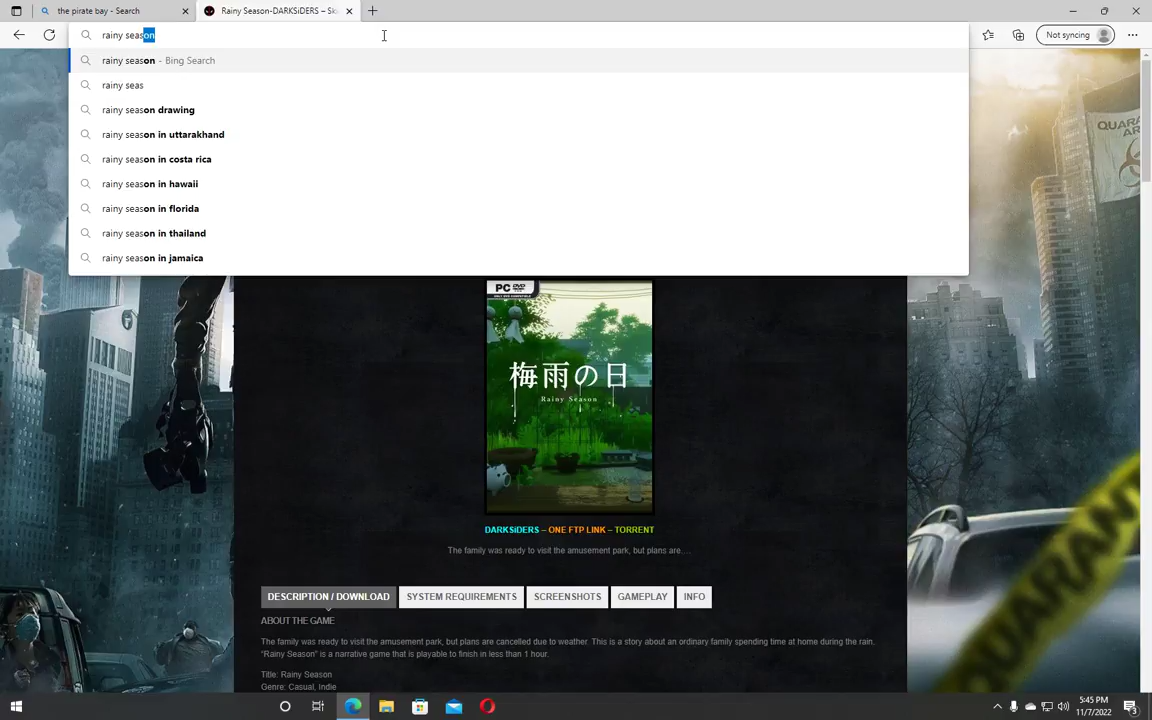 the pirate bay - Search
Rainy Season-DARKSiDERS – Sk
rainy season
Not syncing
rainy season - Bing Search
rainy seas
rainy season drawing
rainy season in uttarakhand
rainy season in costa rica
rainy season in hawaii
rainy season in florida
rainy season in thailand
rainy season in jamaica
QUARA
PC DVD
梅雨の日
Rainy Season
DARKSiDERS – ONE FTP LINK – TORRENT
The family was ready to visit the amusement park, but plans are....
DESCRIPTION / DOWNLOAD
SYSTEM REQUIREMENTS
SCREENSHOTS
GAMEPLAY
INFO
ABOUT THE GAME
The family was ready to visit the amusement park, but plans are cancelled due to weather. This is a story about an ordinary family spending time at home during the rain.
"Rainy Season" is a narrative game that is playable to finish in less than 1 hour.
Title: Rainy Season
Genre: Casual, Indie
QUARAN
5:45 PM
11/7/2022
3